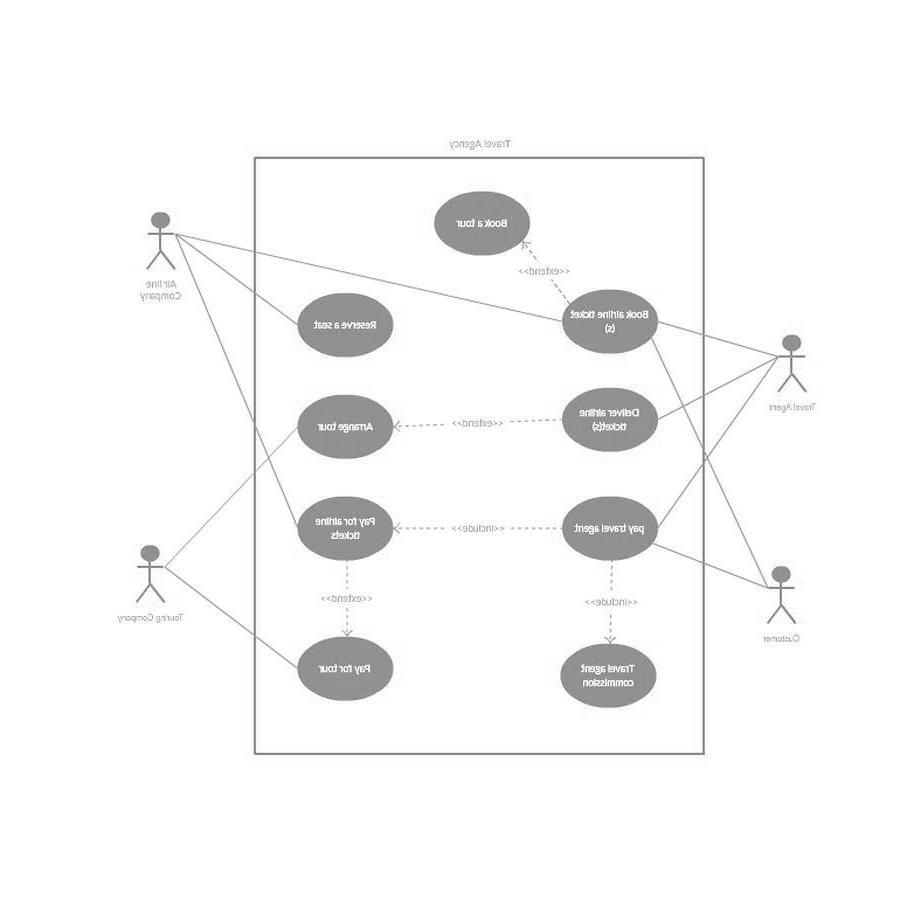 Travel Agency
Book a tour
<<extend>>
Air line
Company
Reserve a seat
Book airline ticket
(s)
Travel Agent
Arrange tour
<<extend>>
Deliver airline
ticket(s)
Pay for airline
tickets
<<include>>
pay travel agent
<<extend>>
<<include>>
Touring Company
Customer
Pay for tour
Travel agent
commission